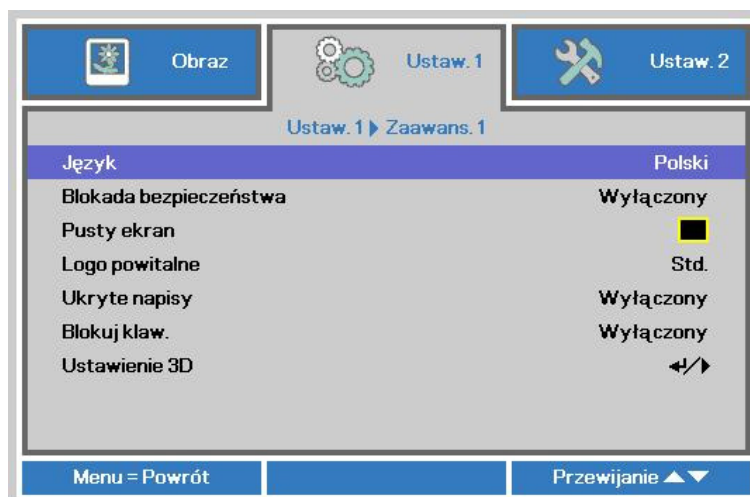 Obraz
Ustaw. 1
Ustaw. 2
Ustaw. 1 Zaawans. 1
Język Polski
Blokada bezpieczeństwa Wyłączony
Pusty ekran
Logo powitalne Std.
Ukryte napisy Wyłączony
Blokuj klaw. Wyłączony
Ustawienie 3D
Menu = Powrót
Przewijanie